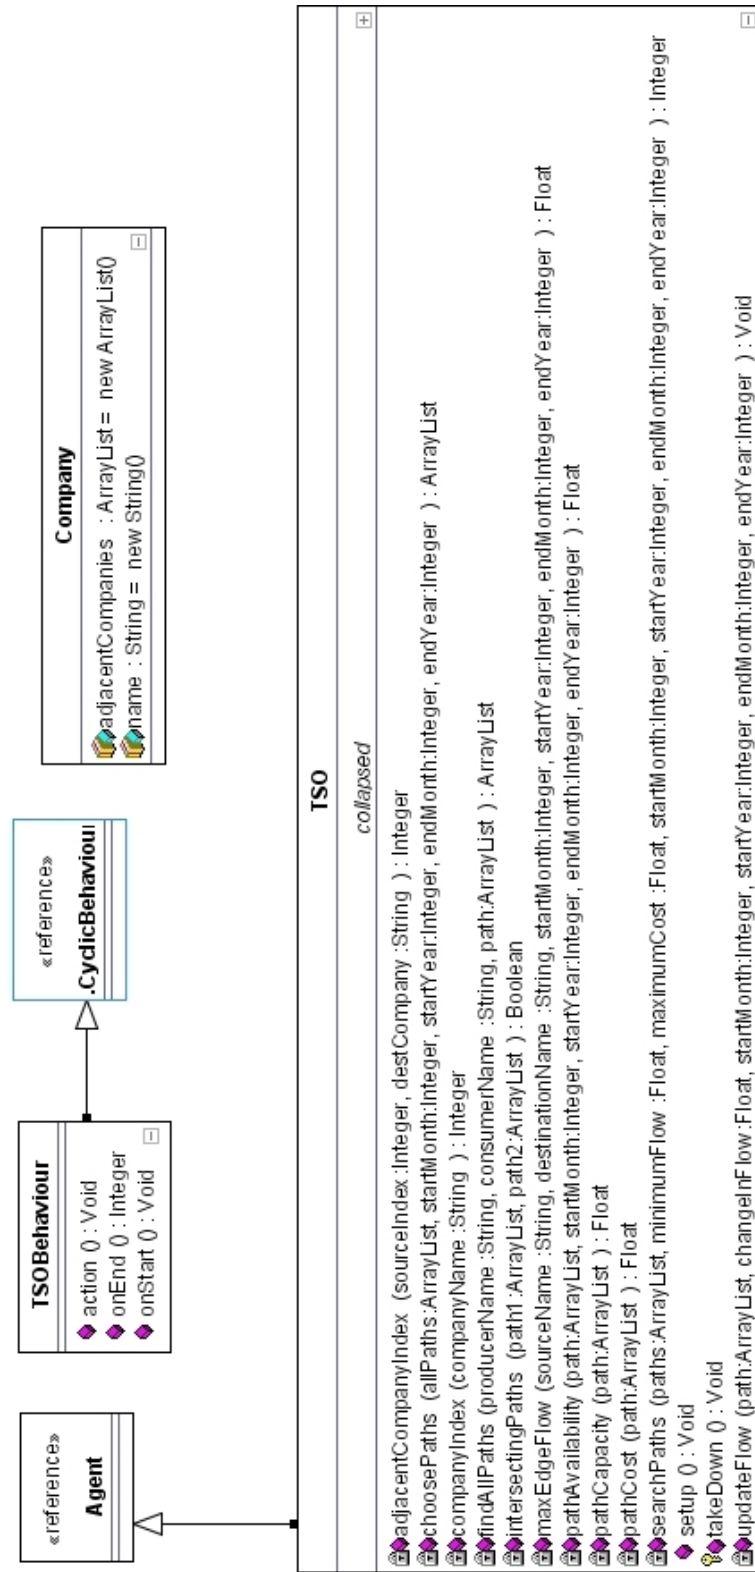 «reference»
Agent
TSOBehaviour
action () : Void
onEnd () : Integer
onStart () : Void
«reference»
.CyclicBehaviour
Company
adjacentCompanies : ArrayList = new ArrayList()
name : String = new String()
TSO
collapsed
adjacentCompanyIndex (sourceIndex :Integer, destCompany :String ) : Integer
choosePaths (allPaths:ArrayList, startMonth:Integer, startYear:Integer, endMonth:Integer, endYear:Integer ) : ArrayList
companyIndex (companyName :String ) : Integer
findAllPaths (producerName :String, consumerName :String, path:ArrayList ) : ArrayList
intersectingPaths (path1:ArrayList, path2:ArrayList ) : Boolean
maxEdgeFlow (sourceName :String, destinationName :String, startMonth:Integer, startYear:Integer, endMonth:Integer, endYear:Integer ) : Float
pathAvailability (path:ArrayList, startMonth:Integer, startYear:Integer, endMonth:Integer, endYear:Integer ) : Float
pathCapacity (path:ArrayList ) : Float
pathCost (path:ArrayList ) : Float
searchPaths (paths:ArrayList, minimumFlow :Float, maximumCost :Float, startMonth:Integer, startYear:Integer, endMonth:Integer, endYear:Integer ) : Integer
setup () : Void
takeDown () : Void
updateFlow (path:ArrayList, changeInFlow:Float, startMonth:Integer, startYear:Integer, endMonth:Integer, endYear:Integer ) : Void